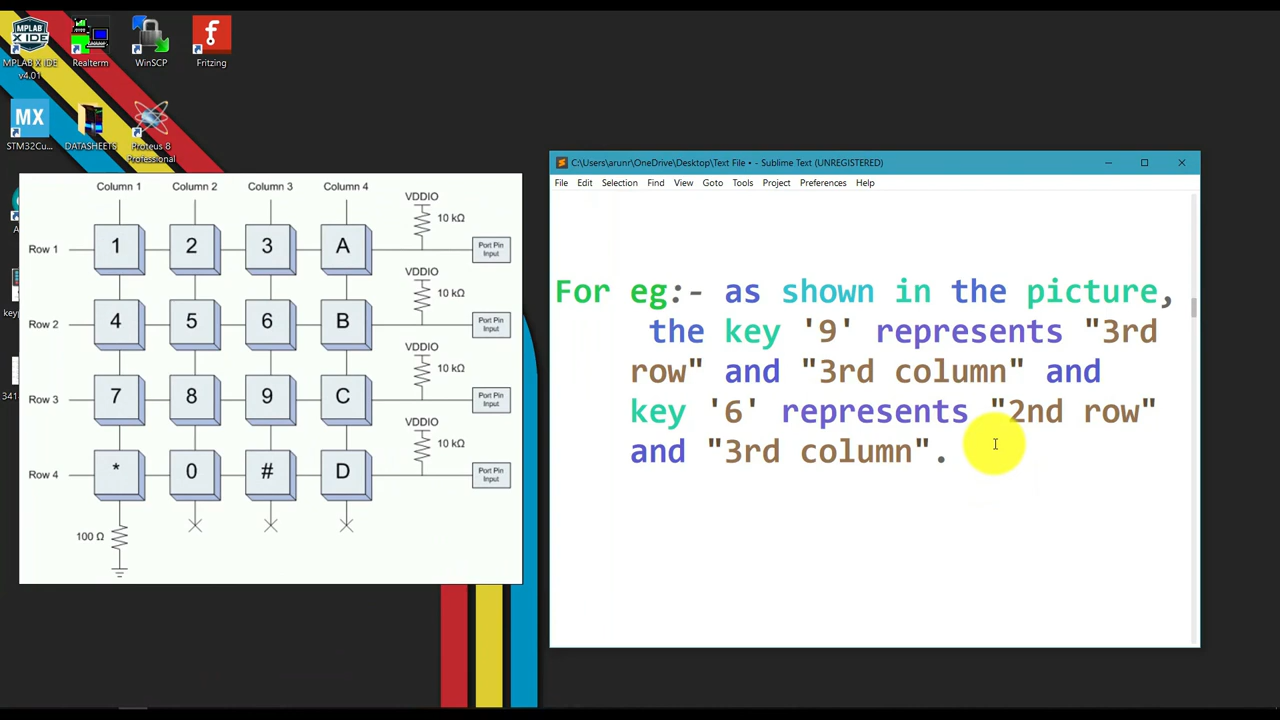 MPLAB X IDE v4.01
Realterm
WinSCP
Fritzing
MX
STM32Cu...
DATASHEETS
Proteus 8 Professional
C:\Users\arunr\OneDrive\Desktop\Text File • - Sublime Text (UNREGISTERED)
File Edit Selection Find View Goto Tools Project Preferences Help
Column 1 Column 2 Column 3 Column 4
VDDIO
10 kΩ
Row 1 1 2 3 A Port Pin Input
VDDIO
10 kΩ
Row 2 4 5 6 B Port Pin Input
VDDIO
10 kΩ
Row 3 7 8 9 C Port Pin Input
VDDIO
10 kΩ
Row 4 * 0 # D Port Pin Input
100 Ω
For eg:- as shown in the picture,
the key '9' represents "3rd
row" and "3rd column" and
key '6' represents "2nd row"
and "3rd column".